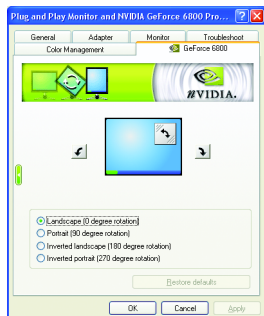 Plug and Play Monitor and NVIDIA GeForce 6800 Pro...
General
Adapter
Monitor
Troubleshoot
Color Management
GeForce 6800
NVIDIA.
Landscape (0 degree rotation)
Portrait (90 degree rotation)
Inverted landscape (180 degree rotation)
Inverted portrait (270 degree rotation)
Restore defaults
OK
Cancel
Apply